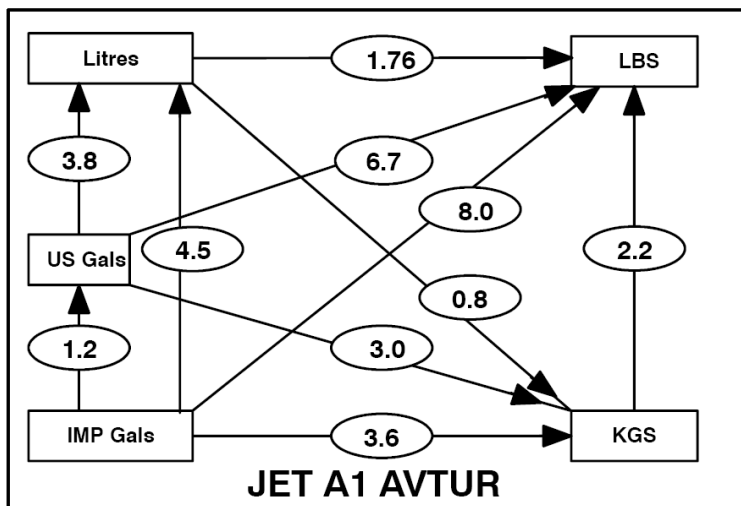 Litres
1.76
LBS
3.8
6.7
8.0
US Gals
4.5
2.2
0.8
1.2
3.0
IMP Gals
3.6
KGS
JET A1 AVTUR